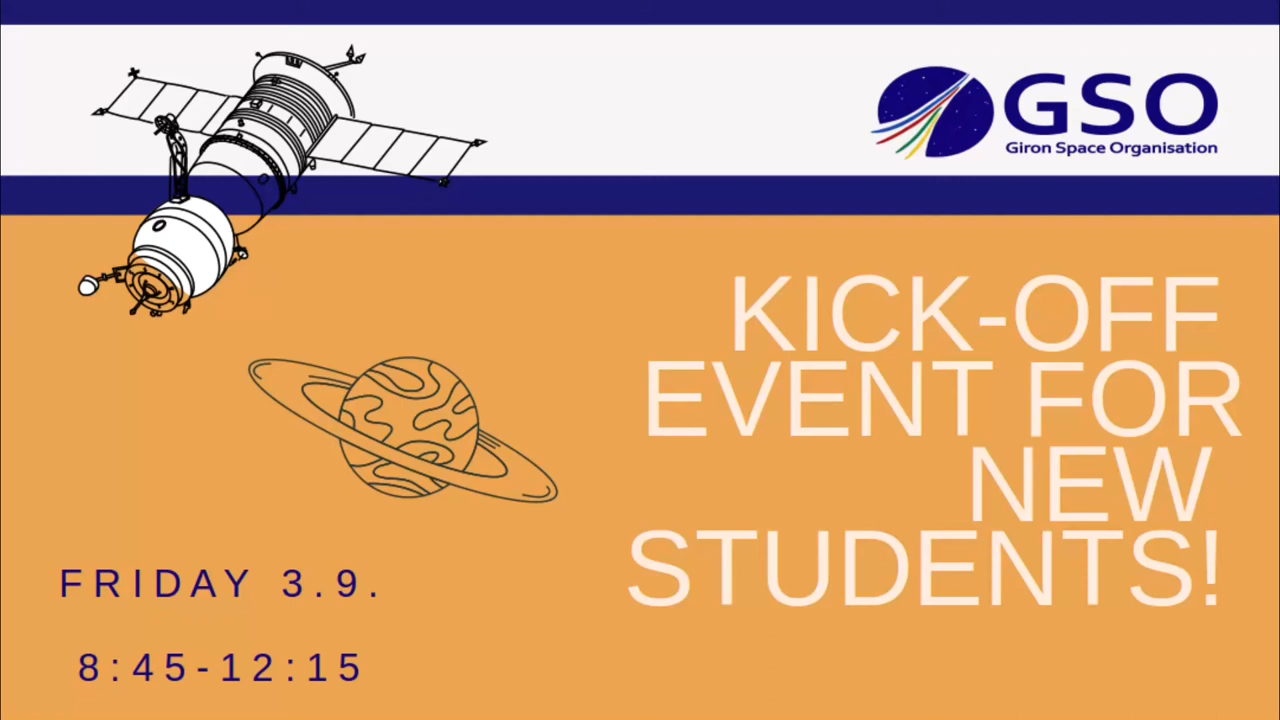 GSO
Giron Space Organisation
KICK-OFF
EVENT FOR
NEW
STUDENTS!
FRIDAY 3.9.
8:45-12:15